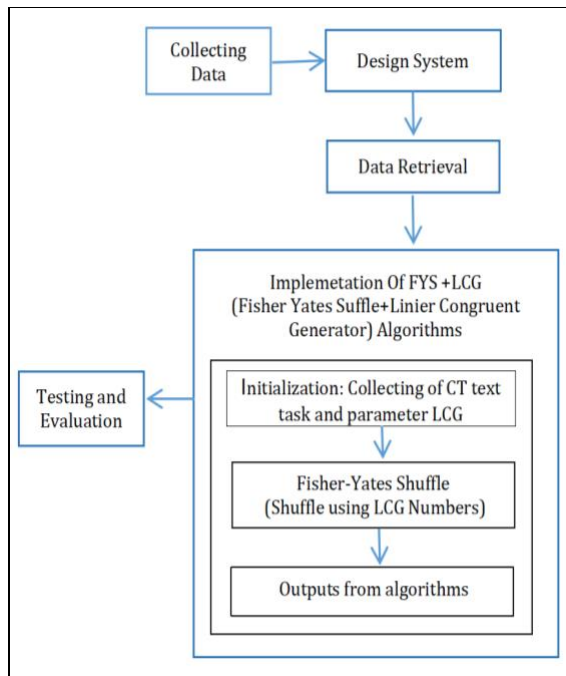 Collecting
Data
Design System
Data Retrieval
Implemetation Of FYS +LCG
(Fisher Yates Suffle+Linier Congruent
Generator) Algorithms
Initialization: Collecting of CT text
task and parameter LCG
Fisher-Yates Shuffle
(Shuffle using LCG Numbers)
Outputs from algorithms
Testing and
Evaluation